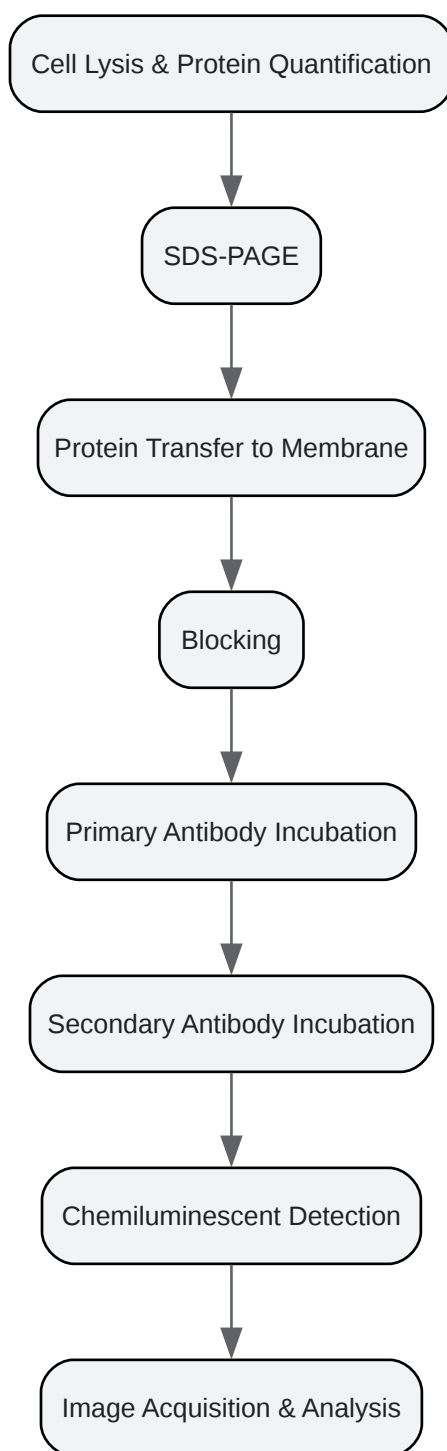 Cell Lysis & Protein Quantification
SDS-PAGE
Protein Transfer to Membrane
Blocking
Primary Antibody Incubation
Secondary Antibody Incubation
Chemiluminescent Detection
Image Acquisition & Analysis